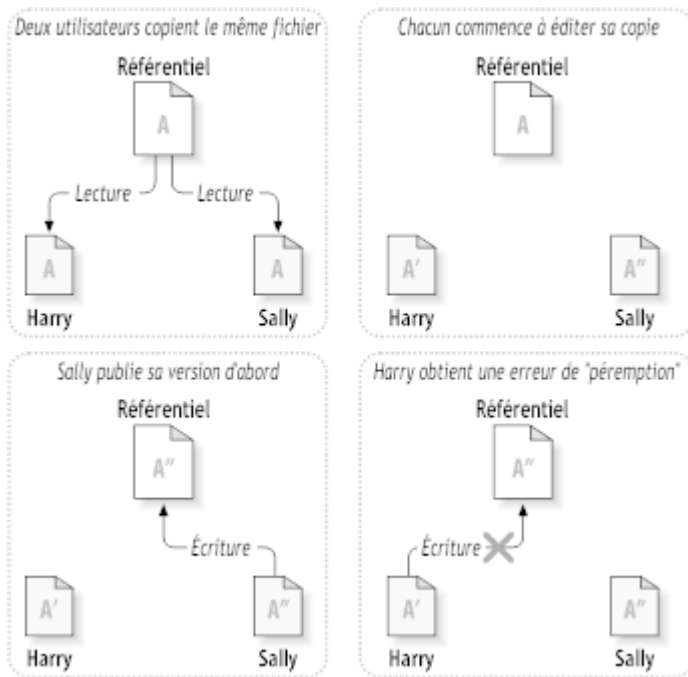 Deux utilisateurs copient le même fichier
Référentiel
A
Lecture
Lecture
A
A
Harry
Sally
Chacun commence à éditer sa copie
Référentiel
A
A'
A"
Harry
Sally
Sally publie sa version d'abord
Référentiel
A"
Écriture
A'
A"
Harry
Sally
Harry obtient une erreur de "péremption"
Référentiel
A"
Écriture
A'
A"
Harry
Sally